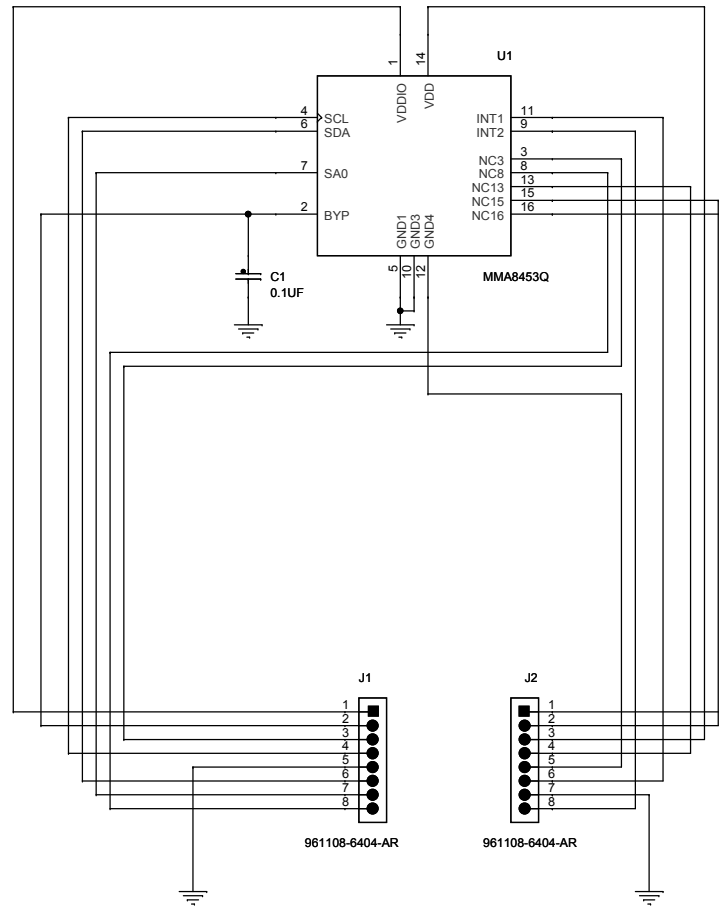 U1
1
14
VDDIO
VDD
4 SCL
6 SDA
7 SA0
2 BYP
INT1 11
INT2 9
NC3 3
NC8 8
NC13 13
NC15 15
NC16 16
GND1
GND3
GND4
5
10
12
MMA8453Q
C1
0.1UF
J1
1
2
3
4
5
6
7
8
961108-6404-AR
J2
1
2
3
4
5
6
7
8
961108-6404-AR